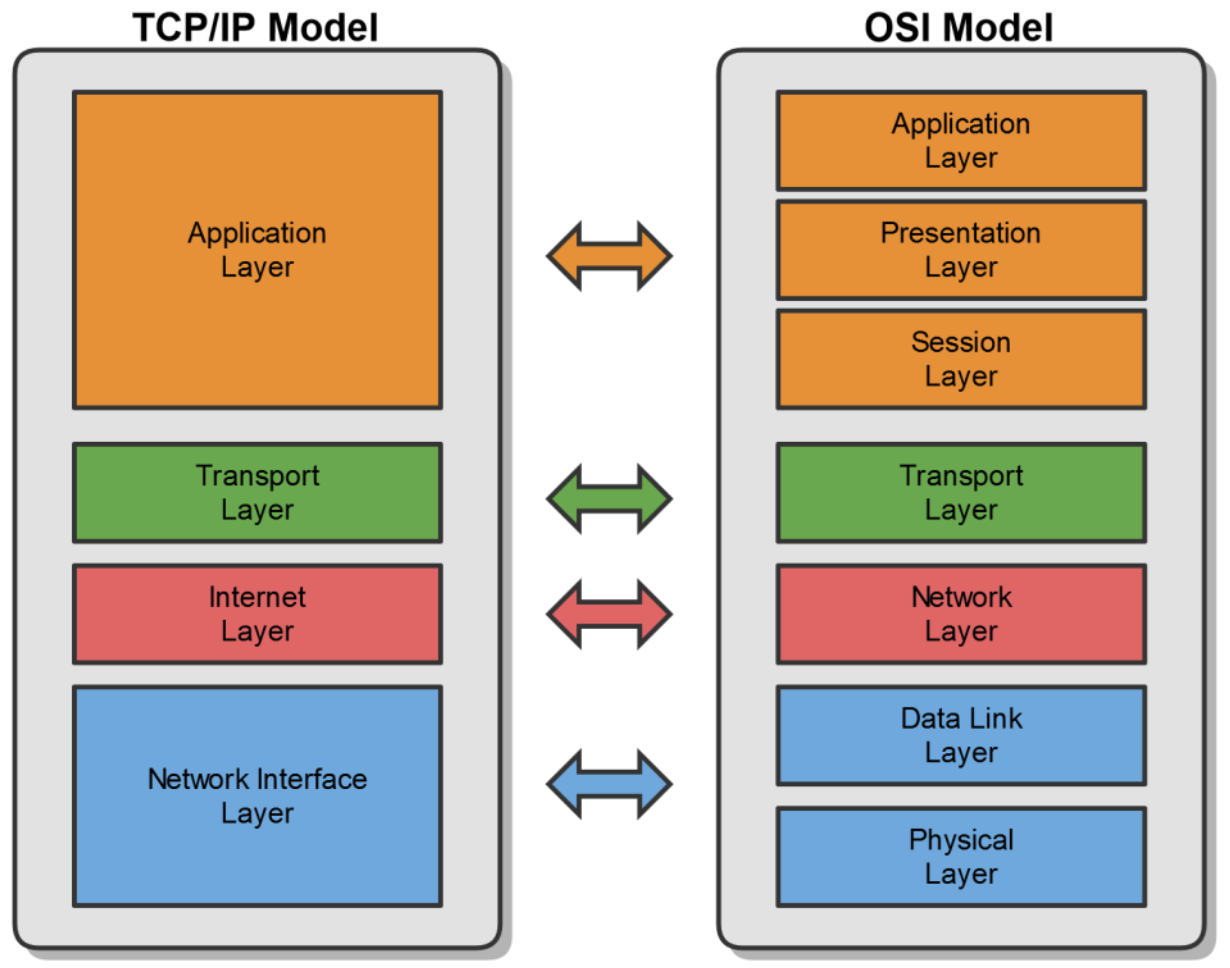 TCP/IP Model
Application
Layer
Transport
Layer
Internet
Layer
Network Interface
Layer
OSI Model
Application
Layer
Presentation
Layer
Session
Layer
Transport
Layer
Network
Layer
Data Link
Layer
Physical
Layer